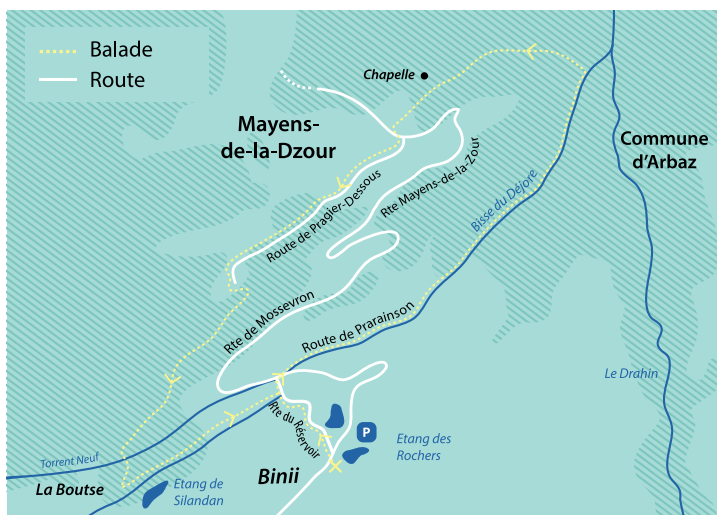 Balade
Route
Chapelle
Mayens-
de-la-Dzour
Commune
d'Arbaz
Route de Pragier-Dessous
Rte Mayens-de-la-Zour
Bisse du Déjore
Rte de Mossevron
Route de Prarainson
Le Drahin
Rte du Réservoir
P
Etang des
Rochers
Torrent Neuf
La Boutse
Etang de
Silandan
Binii